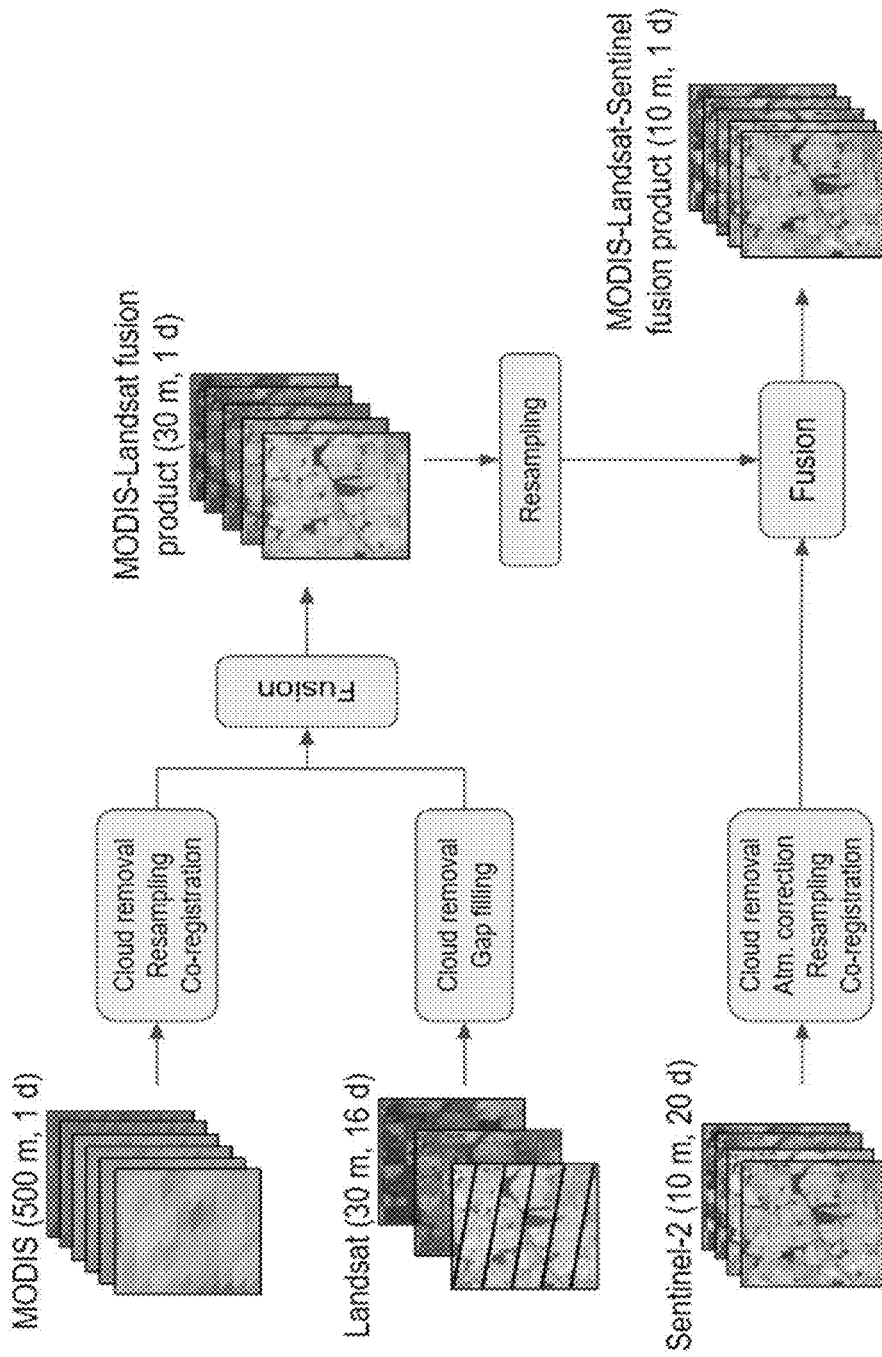 MODIS (500 m, 1 d)
Cloud removal
Resampling
Co-registration
Landsat (30 m, 16 d)
Cloud removal
Gap filling
Fusion
MODIS-Landsat fusion
product (30 m, 1 d)
Resampling
Sentinel-2 (10 m, 20 d)
Cloud removal
Atm. correction
Resampling
Co-registration
Fusion
MODIS-Landsat-Sentinel
fusion product (10 m, 1 d)